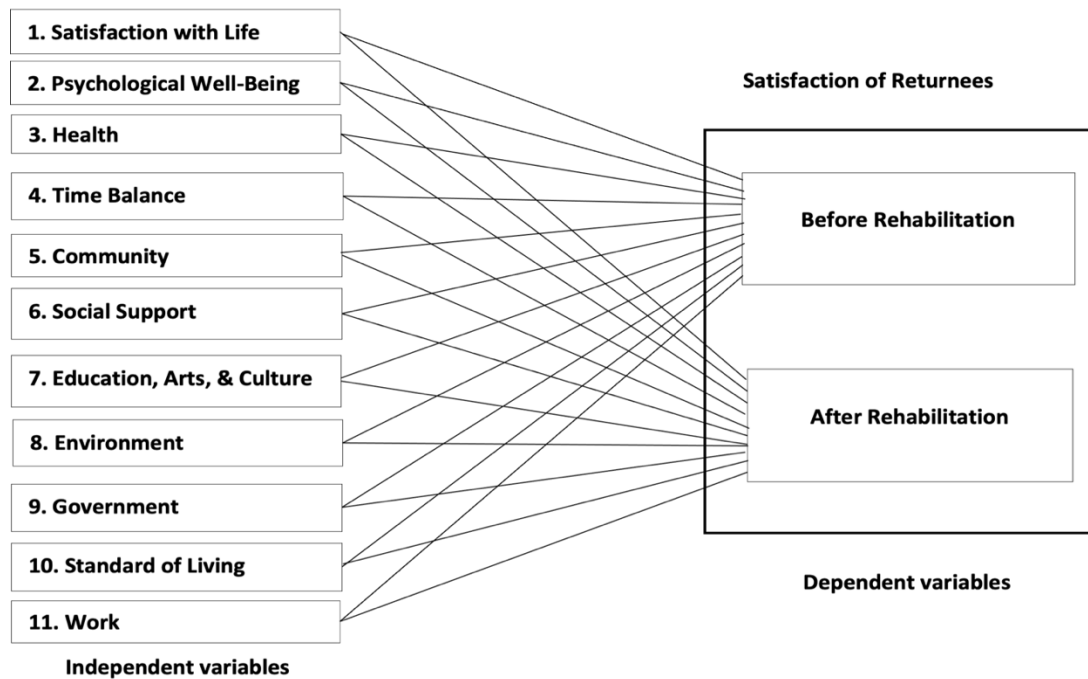 1. Satisfaction with Life
2. Psychological Well-Being
3. Health
4. Time Balance
5. Community
6. Social Support
7. Education, Arts, & Culture
8. Environment
9. Government
10. Standard of Living
11. Work
Independent variables
Satisfaction of Returnees
Before Rehabilitation
After Rehabilitation
Dependent variables